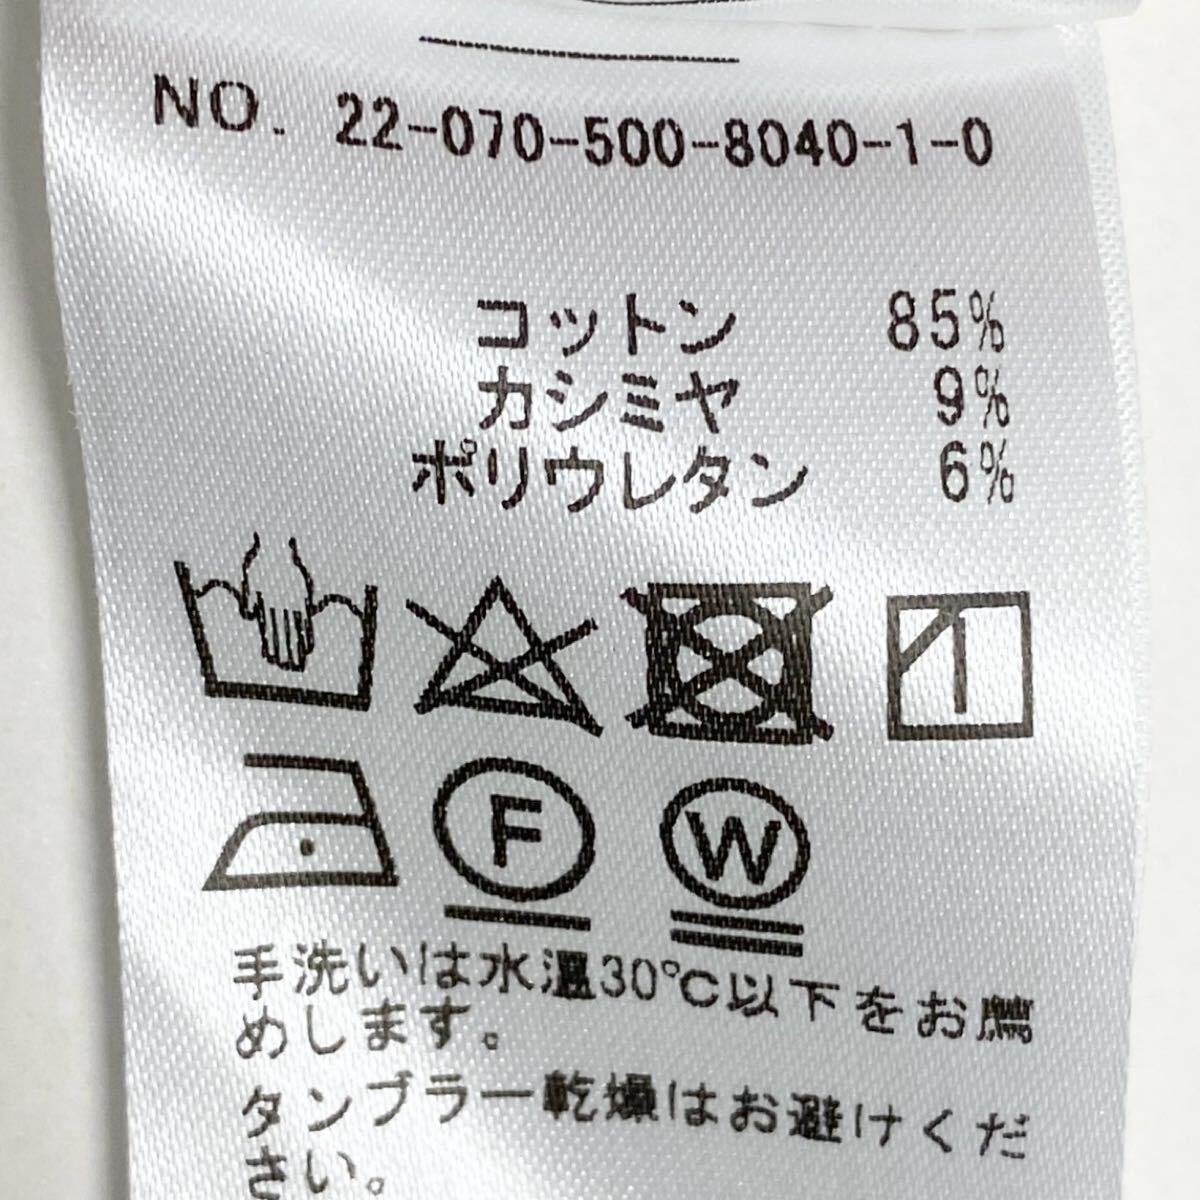 NO. 22-070-500-8040-1-0
コットン 85%
カシミヤ 9%
ポリウレタン 6%
F W
手洗いは水温30℃以下をお薦
めします。
タンブラー乾燥はお避けくだ
さい。